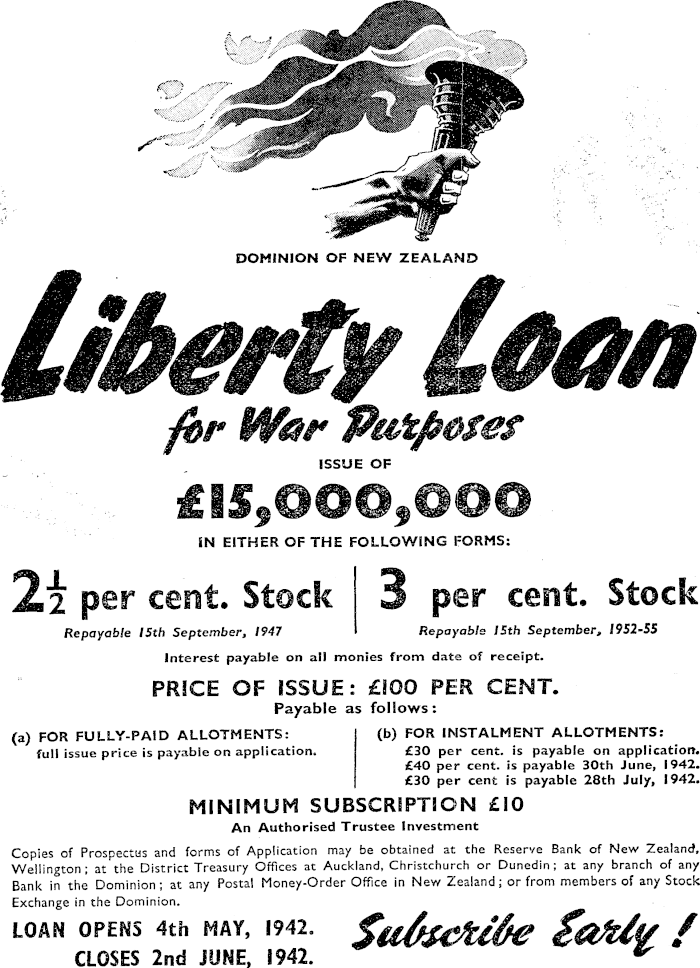 DOMINION OF NEW ZEALAND
Liberty Loan
for War Purposes
ISSUE OF
£15,000,000
IN EITHER OF THE FOLLOWING FORMS:
2½ per cent. Stock
Repayable 15th September, 1947
3 per cent. Stock
Repayable 15th September, 1952-55
Interest payable on all monies from date of receipt.
PRICE OF ISSUE: £100 PER CENT.
Payable as follows:
(a) FOR FULLY-PAID ALLOTMENTS:
full issue price is payable on application.
(b) FOR INSTALMENT ALLOTMENTS:
£30 per cent. is payable on application.
£40 per cent. is payable 30th June, 1942.
£30 per cent is payable 28th July, 1942.
MINIMUM SUBSCRIPTION £10
An Authorised Trustee Investment
Copies of Prospectus and forms of Application may be obtained at the Reserve Bank of New Zealand,
Wellington; at the District Treasury Offices at Auckland, Christchurch or Dunedin; at any branch of any
Bank in the Dominion; at any Postal Money-Order Office in New Zealand; or from members of any Stock
Exchange in the Dominion.
LOAN OPENS 4th MAY, 1942.
CLOSES 2nd JUNE, 1942.
Subscribe Early!